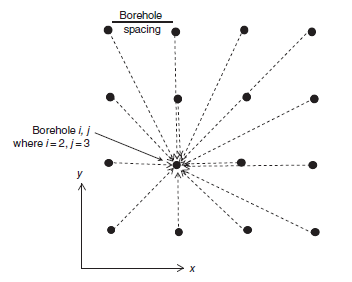 Borehole
spacing
Borehole i, j
where i = 2, j = 3
y
x